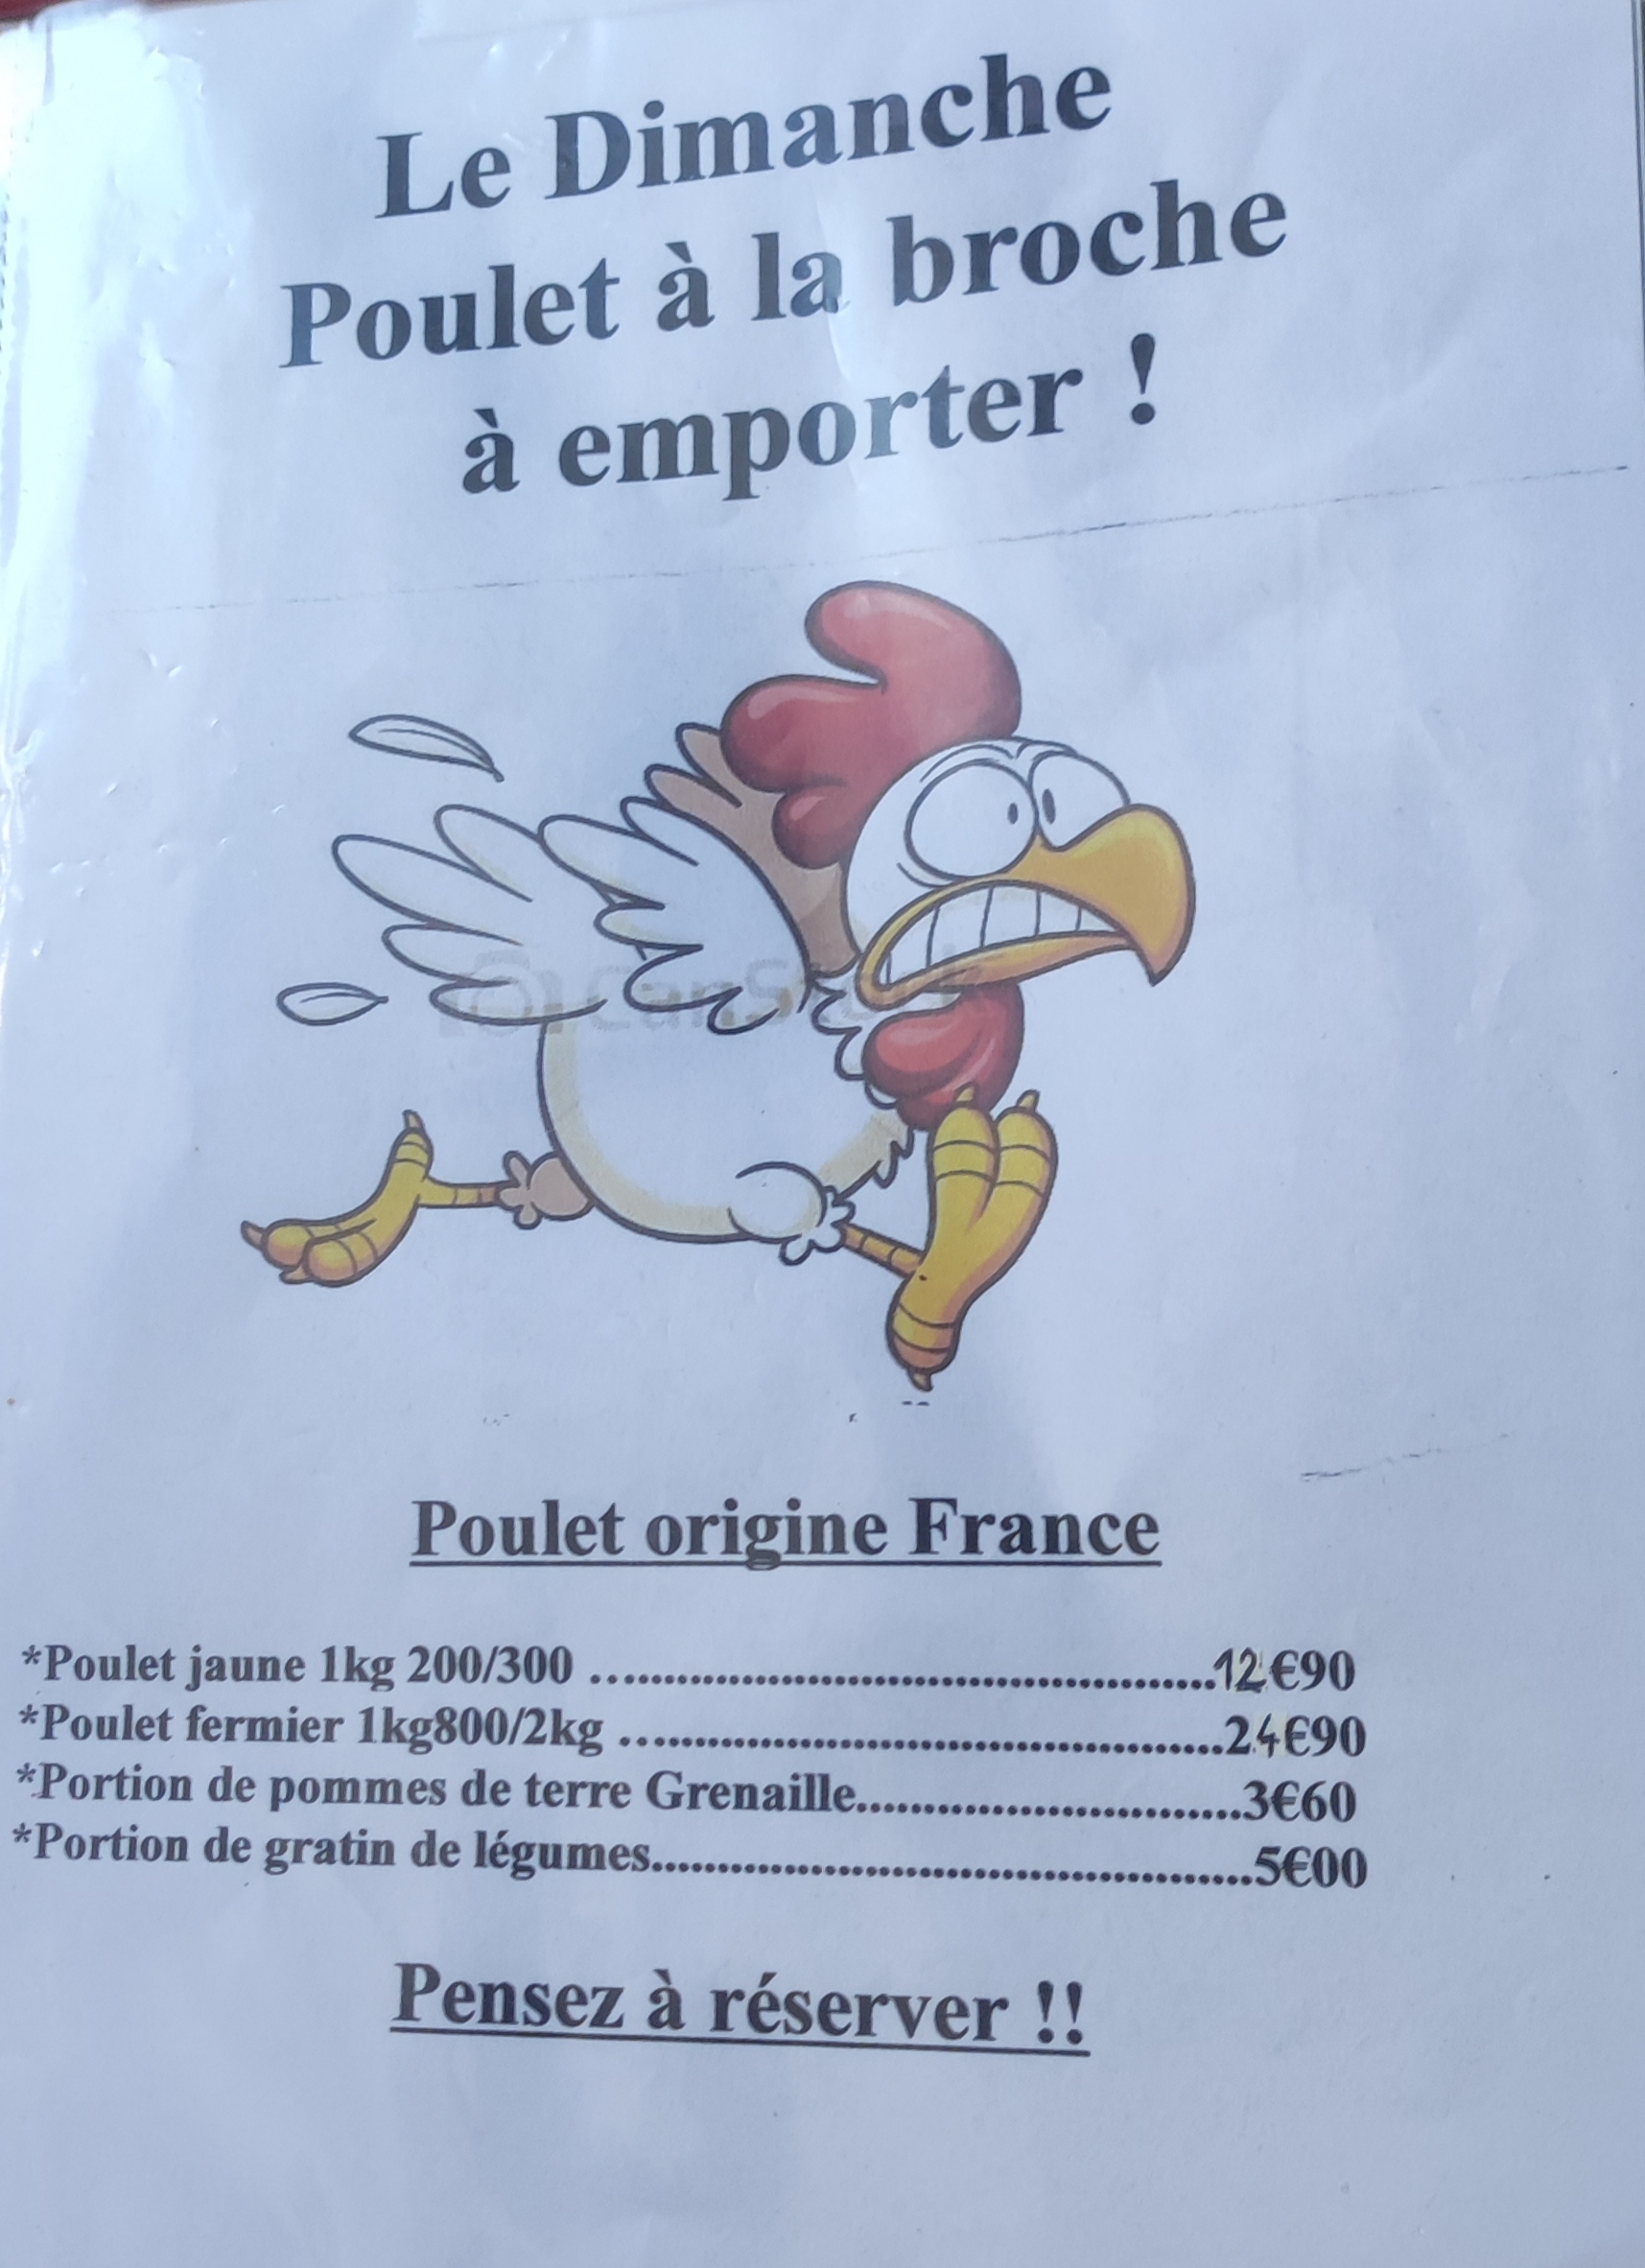 Le Dimanche
Poulet à la broche
à emporter !
CanStock
Poulet origine France
*Poulet jaune 1kg 200/300 ........................................................12€90
*Poulet fermier 1kg800/2kg ......................................................24€90
*Portion de pommes de terre Grenaille...................................3€60
*Portion de gratin de légumes......................................................5€00
Pensez à réserver !!